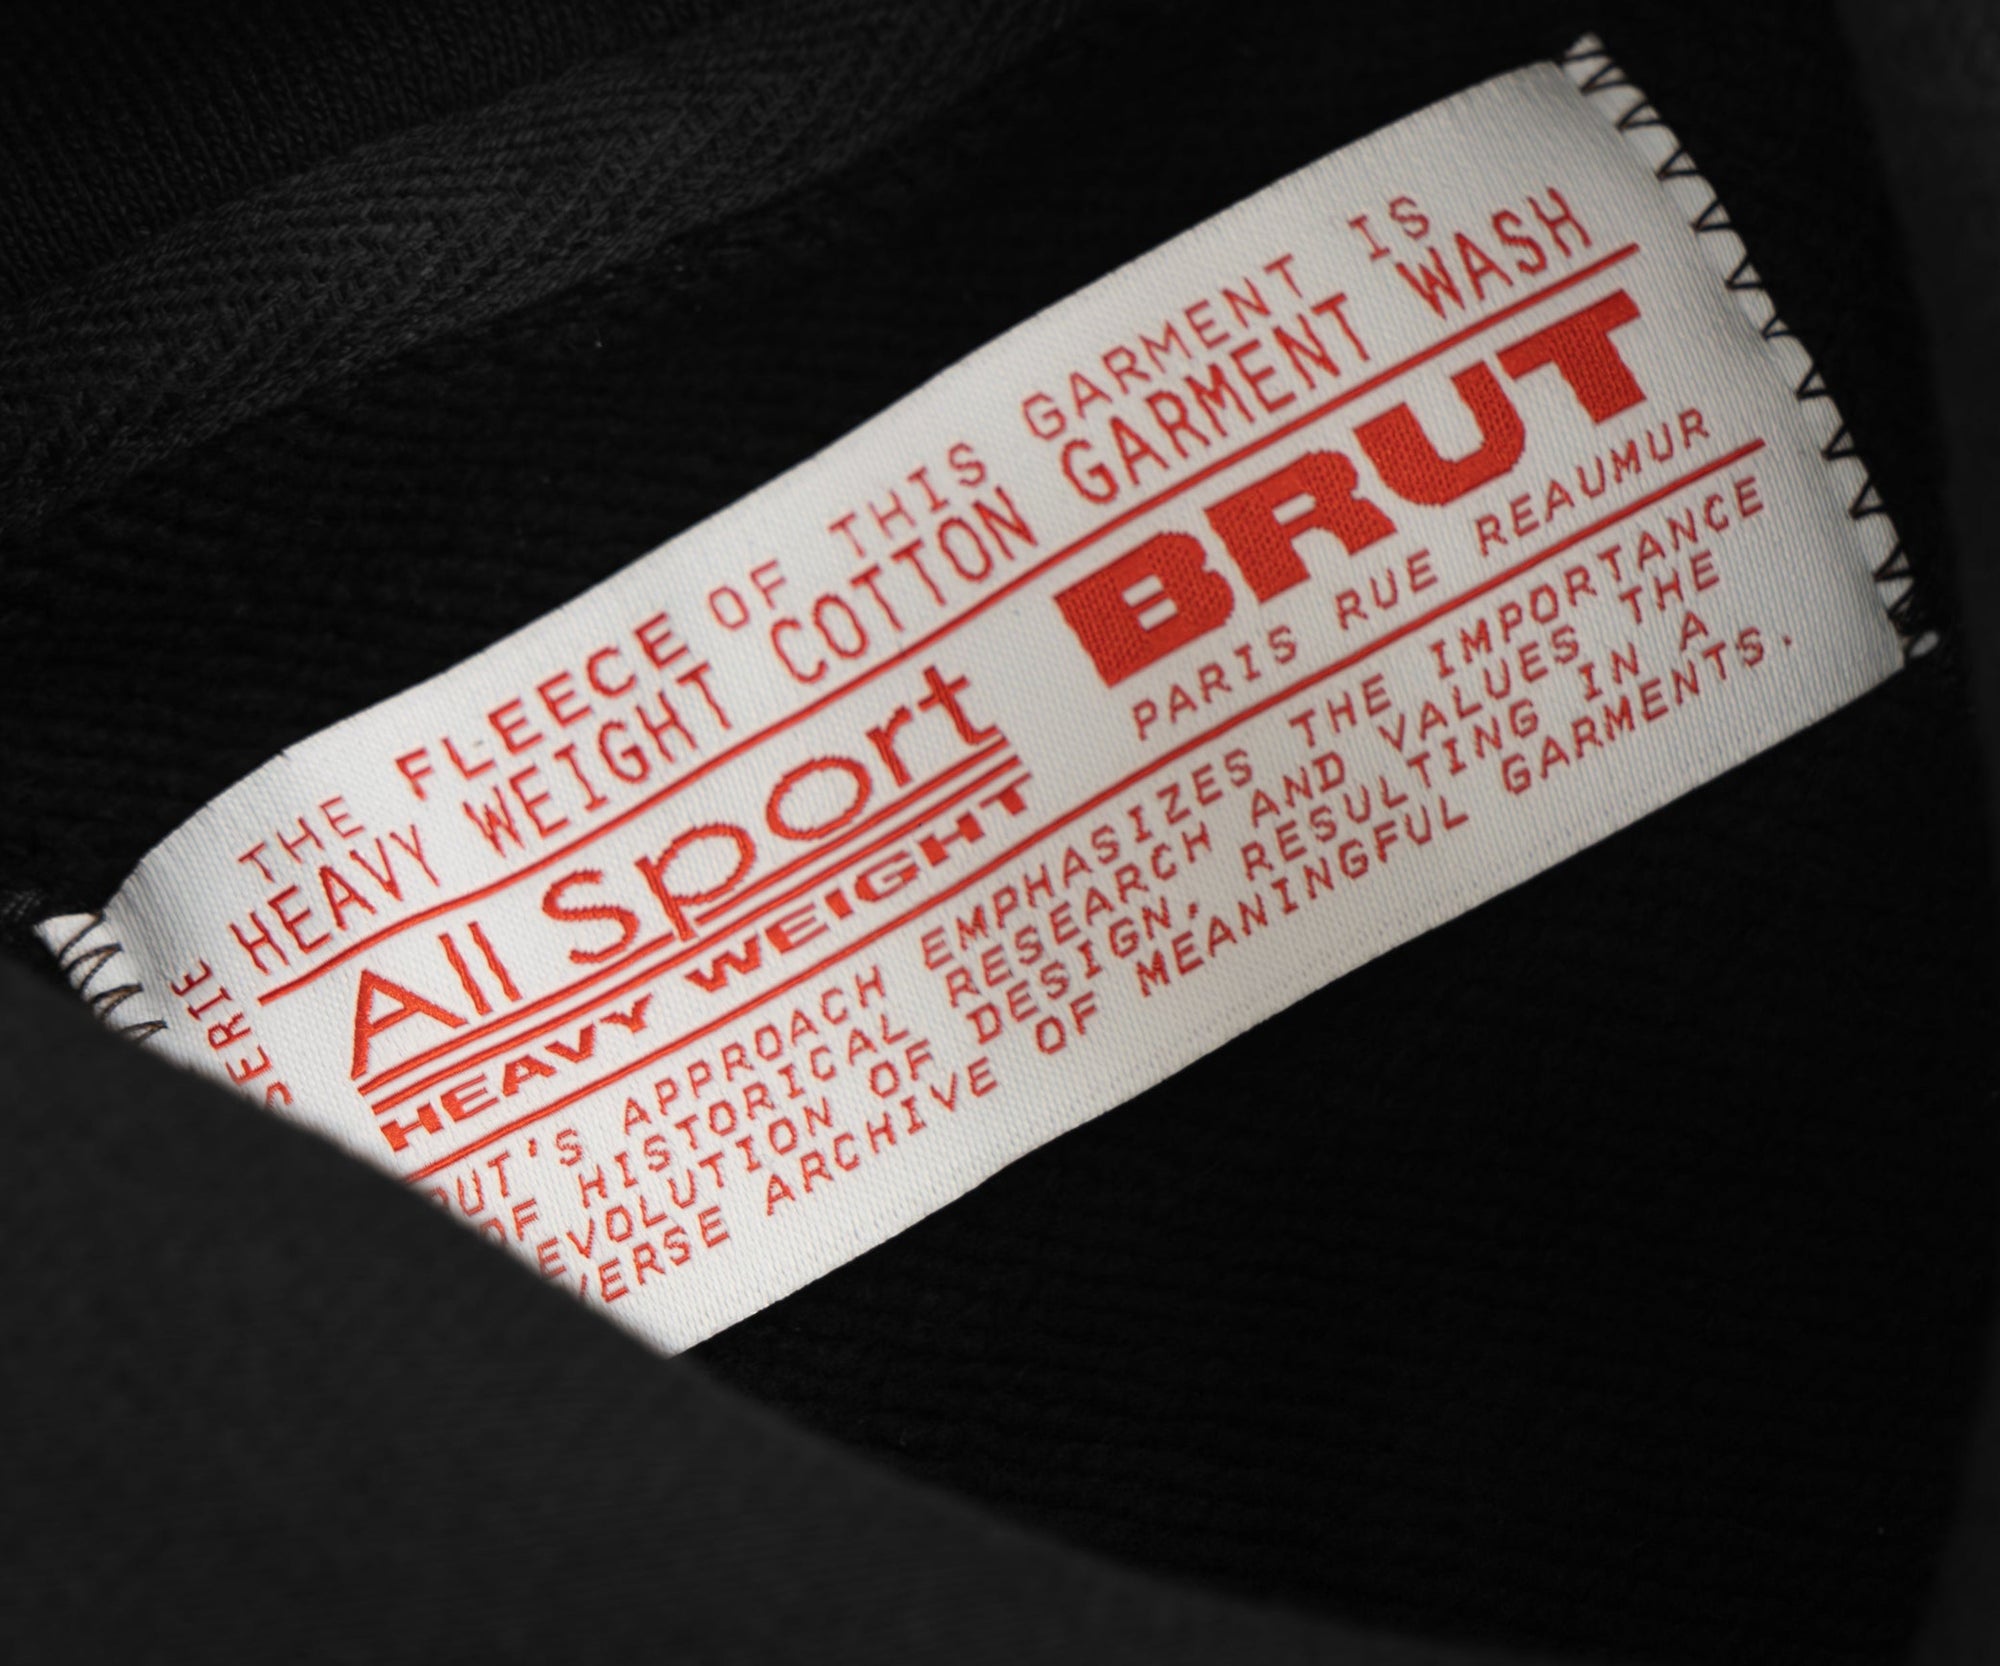 THE FLEECE OF THIS GARMENT IS
HEAVY WEIGHT COTTON GARMENT WASH
All Sport
HEAVY WEIGHT
BRUT
PARIS RUE REAUMUR
SERIE
APPROACH EMPHASIZES THE IMPORTANCE
OF HISTORICAL RESEARCH AND VALUES THE
EVOLUTION OF DESIGN, RESULTING IN A
ARCHIVE OF MEANINGFUL GARMENTS.